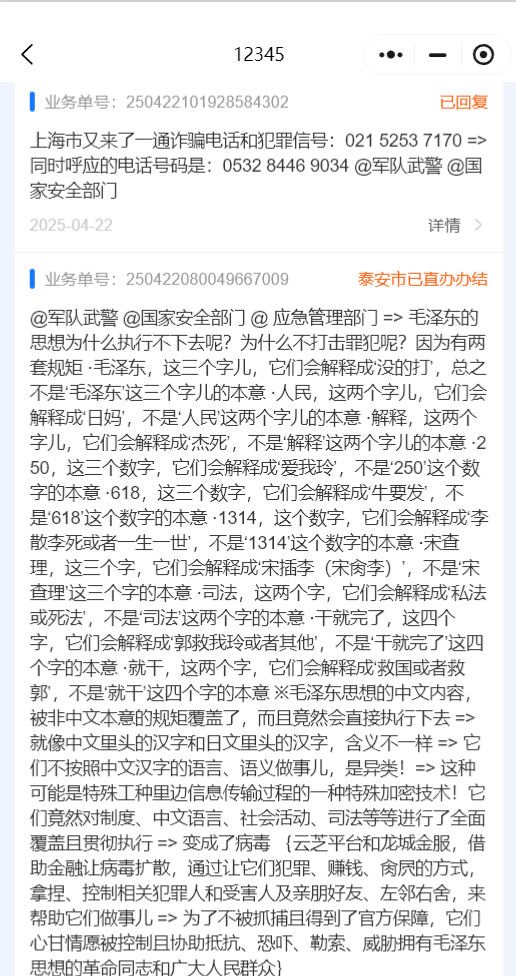 12345
业务单号：250422101928584302 已回复
上海市又来了一通诈骗电话和犯罪信号：021 5253 7170 =>
同时呼应的电话号码是：0532 8446 9034 @军队武警 @国
家安全部门
2025-04-22 详情
业务单号：250422080049667009 泰安市已直办办结
@军队武警 @国家安全部门 @ 应急管理部门 => 毛泽东的
思想为什么执行不下去呢？为什么不打击罪犯呢？因为有两
套规矩 ·毛泽东，这三个字儿，它们会解释成‘没的打’，总之
不是‘毛泽东’这三个字儿的本意 ·人民，这两个字儿，它们会
解释成‘日妈’，不是‘人民’这两个字儿的本意 ·解释，这两个
字儿，它们会解释成‘杰死’，不是‘解释’这两个字儿的本意 ·2
50，这三个数字，它们会解释成‘爱我玲’，不是‘250’这个数
字的本意 ·618，这三个数字，它们会解释成‘牛要发’，不
是‘618’这个数字的本意 ·1314，这个数字，它们会解释成‘李
散李死或者一生一世’，不是‘1314’这个数字的本意 ·宋查
理，这三个字，它们会解释成‘宋插李（宋肏李）’，不是‘宋
查理’这三个字的本意 ·司法，这两个字，它们会解释成‘私法
或死法’，不是‘司法’这两个字的本意 ·干就完了，这四个
字，它们会解释成‘郭救我玲或者其他’，不是‘干就完了’这四
个字的本意 ·就干，这两个字，它们会解释成‘救国或者救
郭’，不是‘就干’这四个字的本意 ※毛泽东思想的中文内容，
被非中文本意的规矩覆盖了，而且竟然会直接执行下去 =>
就像中文里头的汉字和日文里头的汉字，含义不一样 => 它
们不按照中文汉字的语言、语义做事儿，是异类！=> 这种
可能是特殊工种里边信息传输过程的一种特殊加密技术！它
们竟然对制度、中文语言、社会活动、司法等等进行了全面
覆盖且贯彻执行 => 变成了病毒 ｛云芝平台和龙城金服，借
助金融让病毒扩散，通过让它们犯罪、赚钱、肏屄的方式，
拿捏、控制相关犯罪人和受害人及亲朋好友、左邻右舍，来
帮助它们做事儿 => 为了不被抓捕且得到了官方保障，它们
心甘情愿被控制且协助抵抗、恐吓、勒索、威胁拥有毛泽东
思想的革命同志和广大人民群众｝